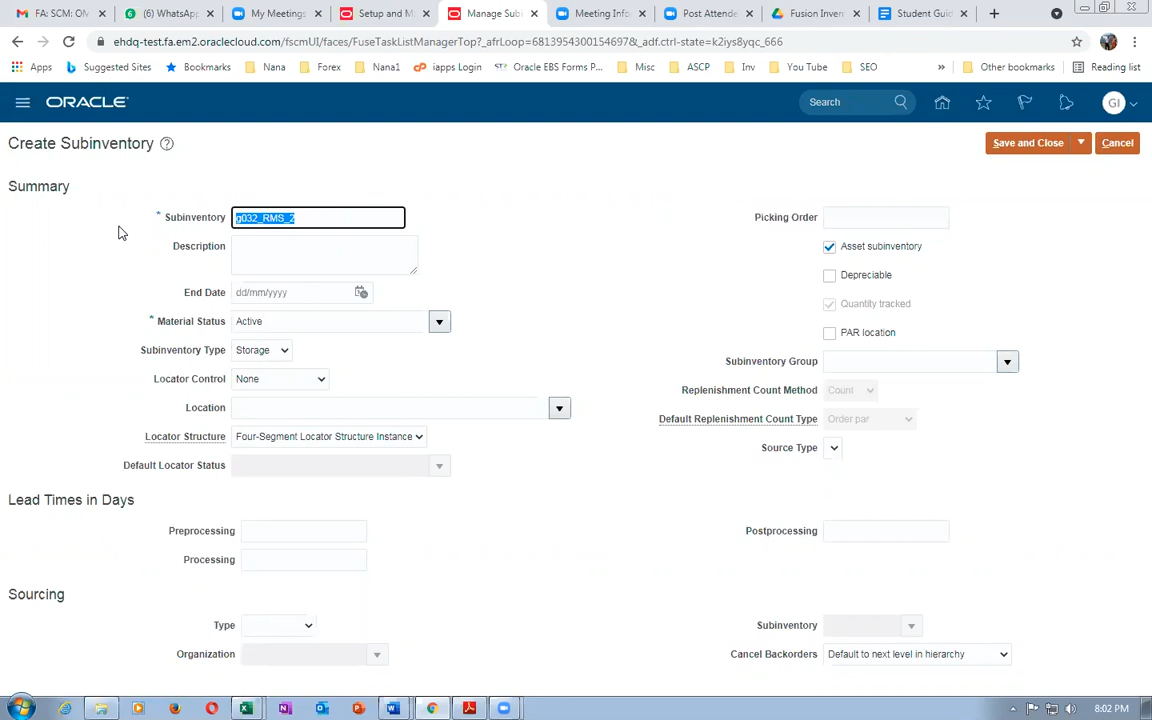 FA: SCM: OM
(6) WhatsApp
My Meetings
Setup and M
Manage Subi
Meeting Info
Post Attende
Fusion Inven
Student Guid
ehdq-test.fa.em2.oraclecloud.com/fscmUI/faces/FuseTaskListManagerTop?_afrLoop=6813954300154697&_adf.ctrl-state=k2iys8yqc_666
Apps Suggested Sites Bookmarks Nana Forex Nana1 iapps Login Oracle EBS Forms P... Misc ASCP Inv You Tube SEO » Other bookmarks Reading list
ORACLE Search GI
Create Subinventory Save and Close Cancel
Summary
* Subinventory g032_RMS_2 Picking Order
Description Asset subinventory
Depreciable
End Date dd/mm/yyyy Quantity tracked
* Material Status Active PAR location
Subinventory Type Storage Subinventory Group
Locator Control None Replenishment Count Method Count
Location Default Replenishment Count Type Order par
Locator Structure Four-Segment Locator Structure Instance Source Type
Default Locator Status
Lead Times in Days
Preprocessing Postprocessing
Processing
Sourcing
Type Subinventory
Organization Cancel Backorders Default to next level in hierarchy
8:02 PM